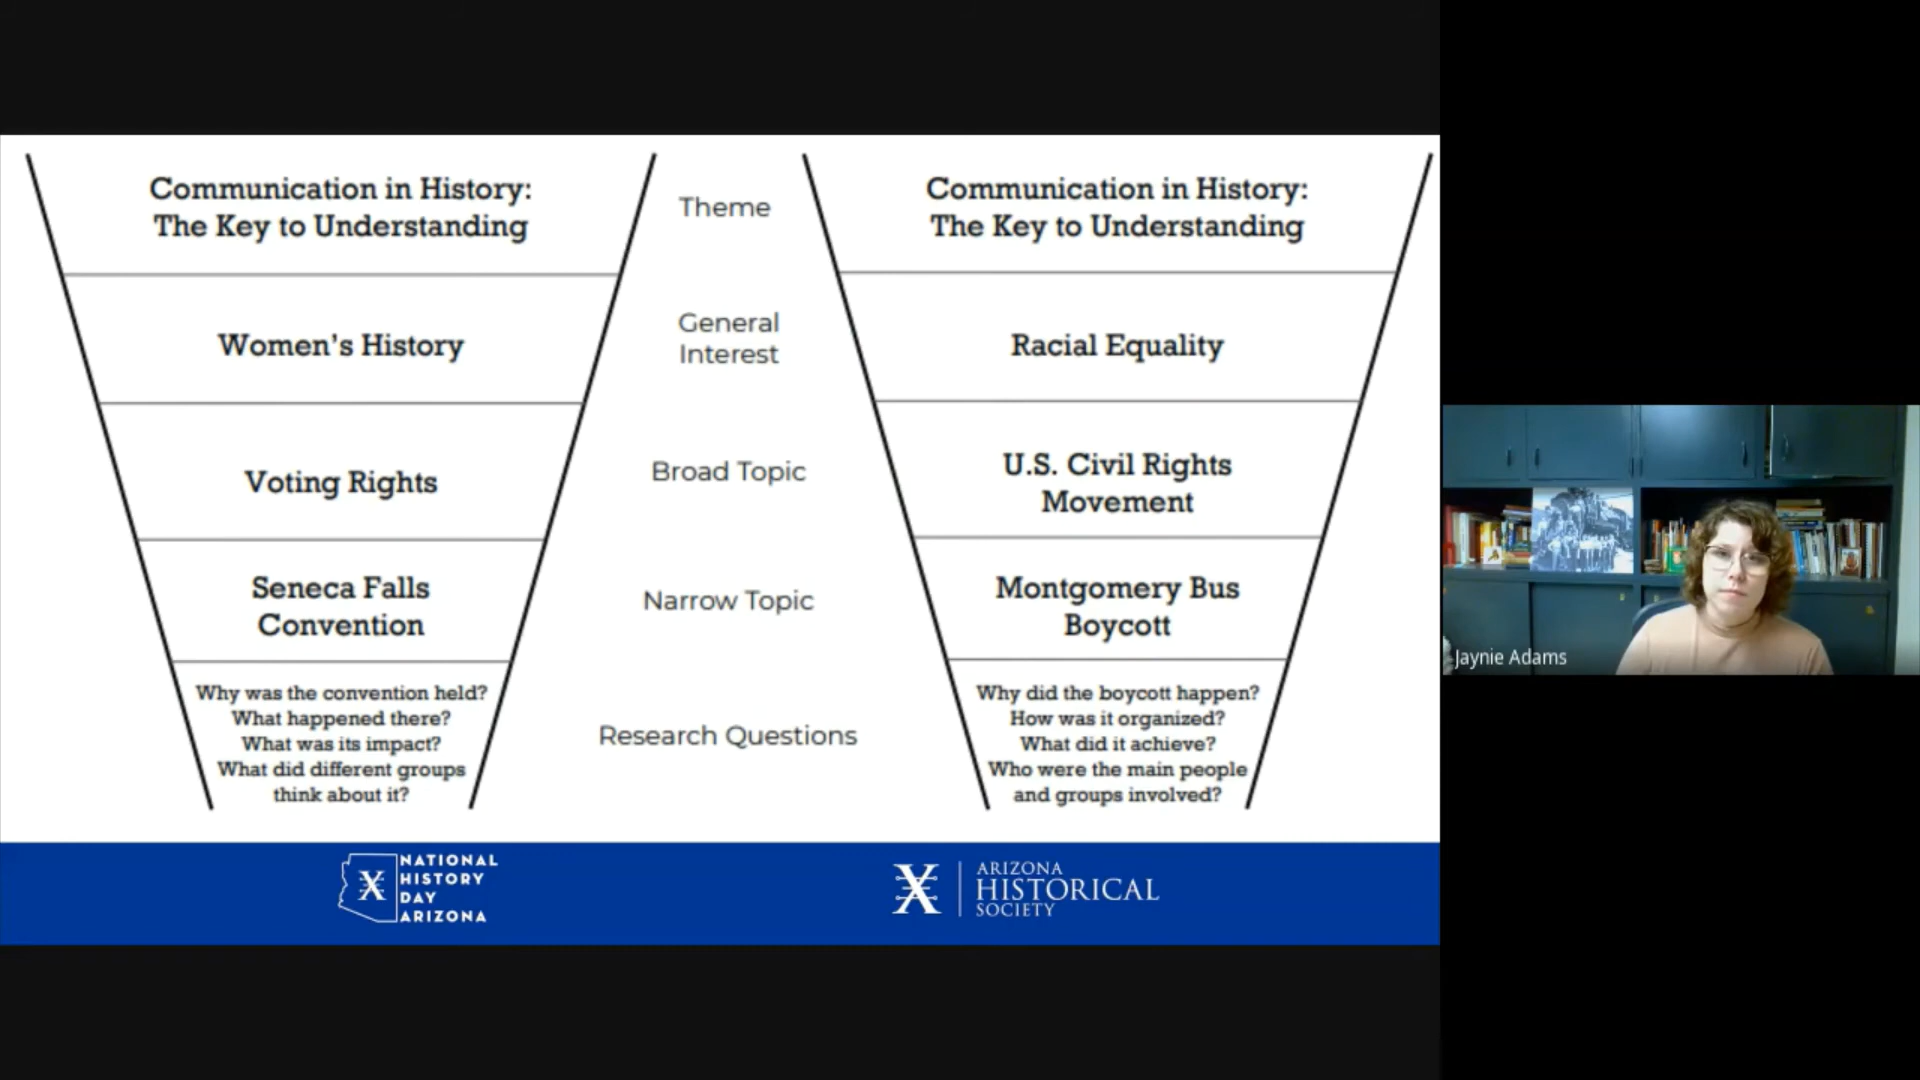 Communication in History:
The Key to Understanding
Women's History
Voting Rights
Seneca Falls
Convention
Why was the convention held?
What happened there?
What was its impact?
What did different groups
think about it?
Theme
General
Interest
Broad Topic
Narrow Topic
Research Questions
Communication in History:
The Key to Understanding
Racial Equality
U.S. Civil Rights
Movement
Montgomery Bus
Boycott
Why did the boycott happen?
How was it organized?
What did it achieve?
Who were the main people
and groups involved?
NATIONAL
HISTORY
DAY
ARIZONA
ARIZONA
HISTORICAL
SOCIETY
Jaynie Adams